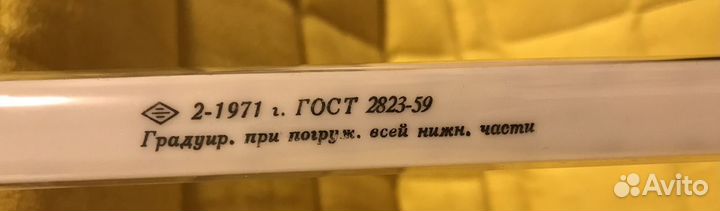 2-1971 г. ГОСТ 2823-59
Градуир. при погруж. всей нижн. части
Avito